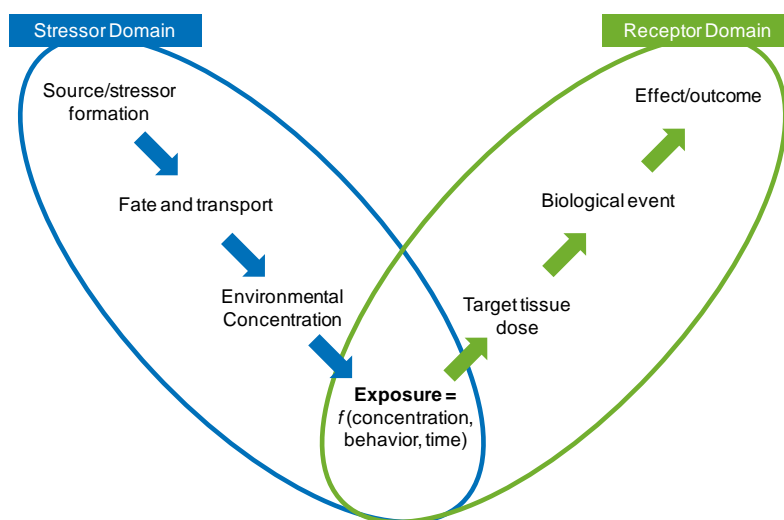 Stressor Domain
Receptor Domain
Source/stressor
formation
Fate and transport
Environmental
Concentration
Exposure =
f (concentration,
behavior, time)
Target tissue
dose
Biological event
Effect/outcome